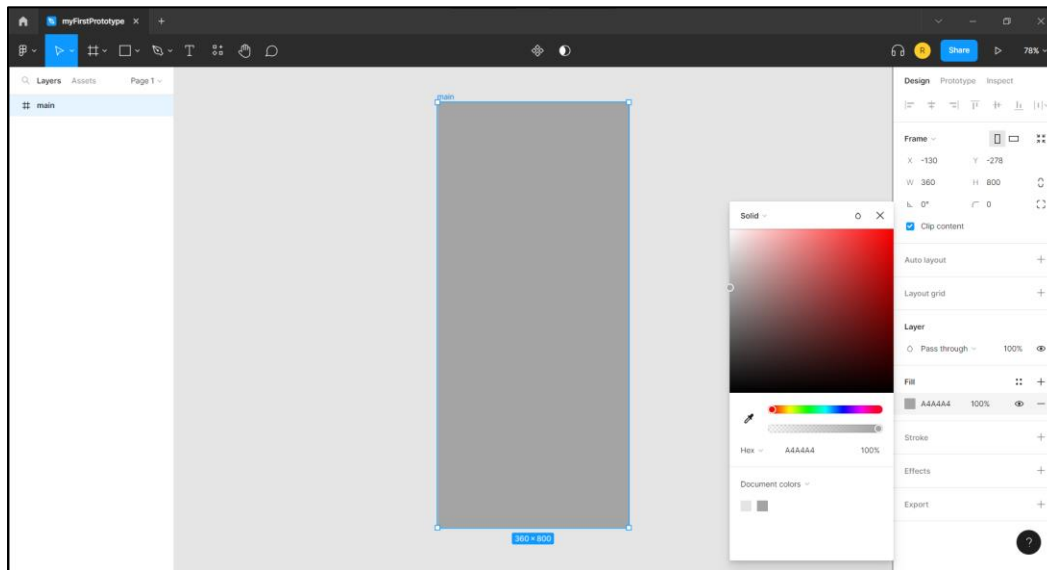 myFirstPrototype
R
Share
78%
Layers Assets Page 1
main
main
360 × 800
Solid
Hex A4A4A4 100%
Document colors
Design Prototype Inspect
Frame
X -130 Y -278
W 360 H 800
0° 0
Clip content
Auto layout
Layout grid
Layer
Pass through 100%
Fill
A4A4A4 100%
Stroke
Effects
Export
?